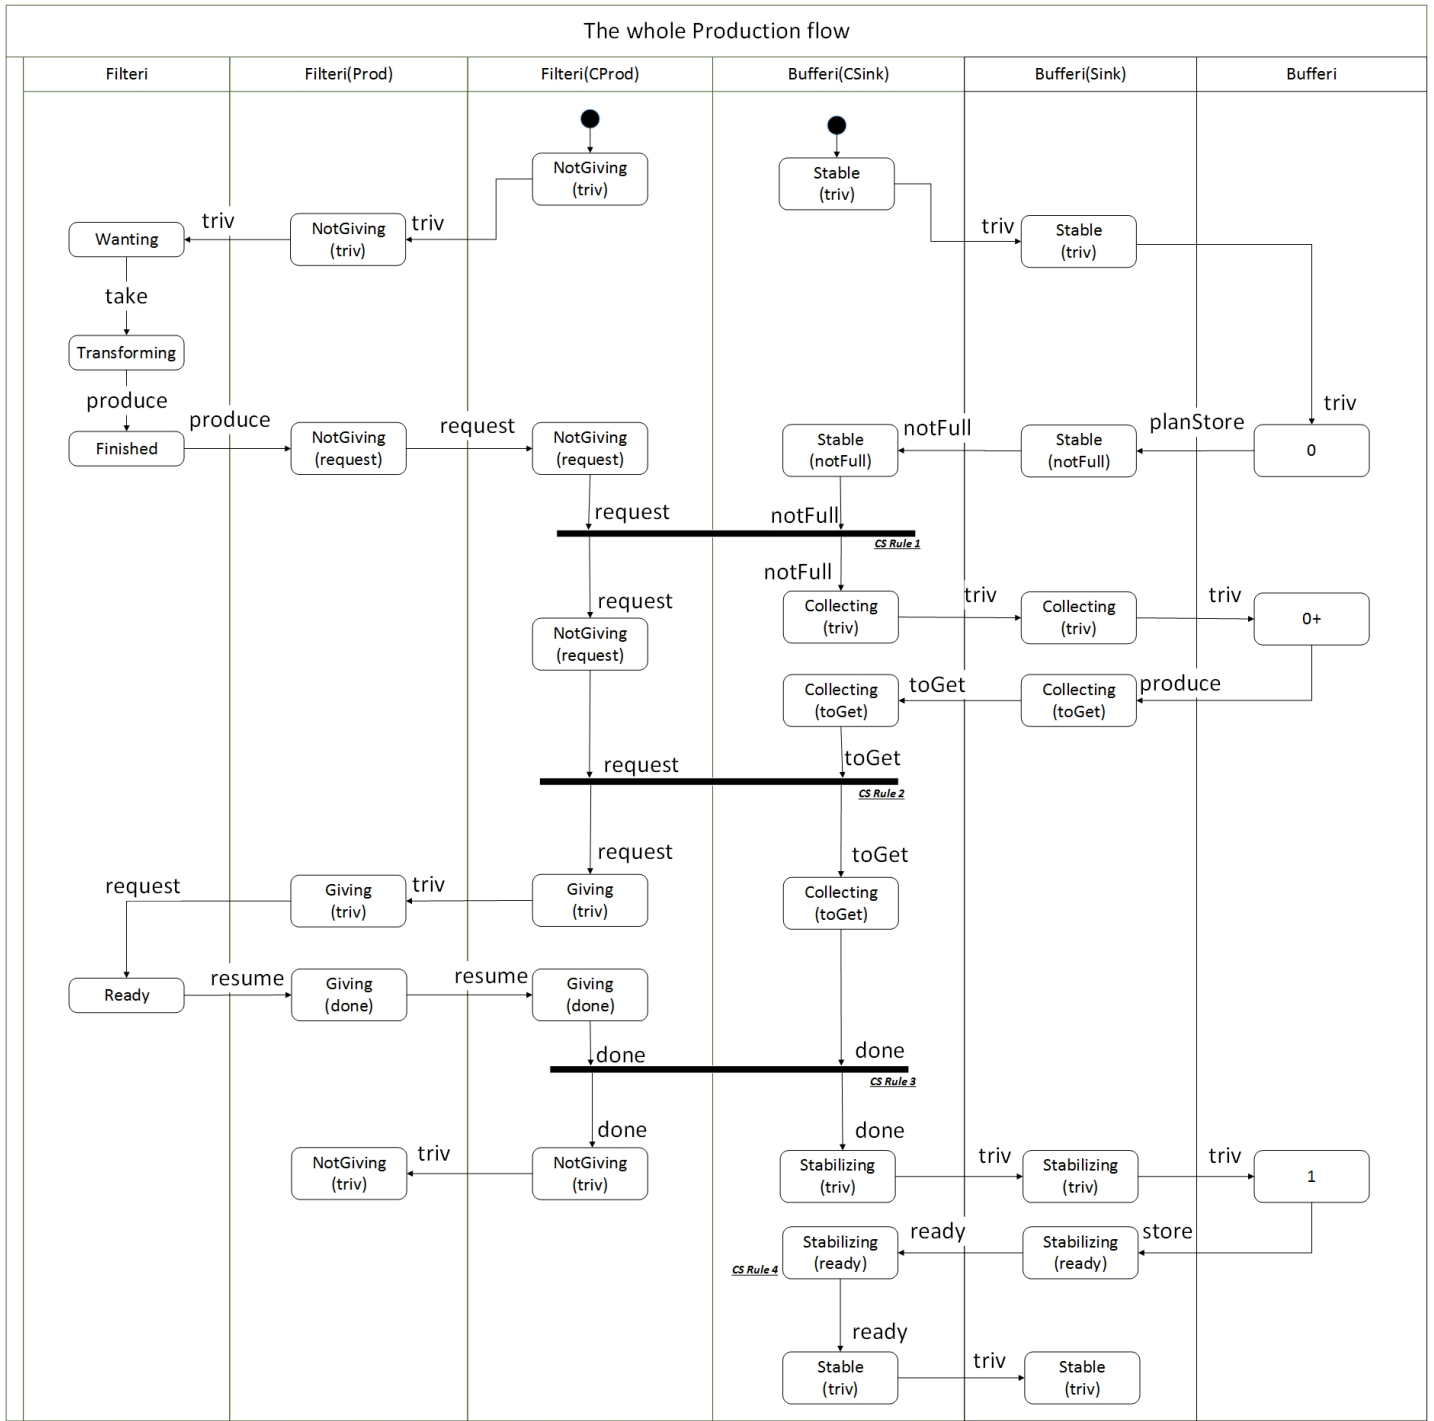 The whole Production flow
Filteri
Filteri(Prod)
Filteri(CProd)
Bufferi(CSink)
Bufferi(Sink)
Bufferi
NotGiving
(triv)
Stable
(triv)
triv
Wanting
NotGiving
(triv)
triv
triv
Stable
(triv)
take
Transforming
produce
Finished
produce
NotGiving
(request)
request
NotGiving
(request)
Stable
(notFull)
notFull
Stable
(notFull)
planStore
triv
0
request
notFull
CS Rule 1
notFull
request
NotGiving
(request)
Collecting
(triv)
triv
Collecting
(triv)
triv
0+
Collecting
(toGet)
toGet
Collecting
(toGet)
produce
request
toGet
CS Rule 2
request
toGet
request
Giving
(triv)
triv
Giving
(triv)
Collecting
(toGet)
Ready
resume
Giving
(done)
resume
Giving
(done)
done
done
CS Rule 3
done
done
NotGiving
(triv)
triv
NotGiving
(triv)
Stabilizing
(triv)
triv
Stabilizing
(triv)
triv
1
CS Rule 4
Stabilizing
(ready)
ready
Stabilizing
(ready)
store
ready
Stable
(triv)
triv
Stable
(triv)